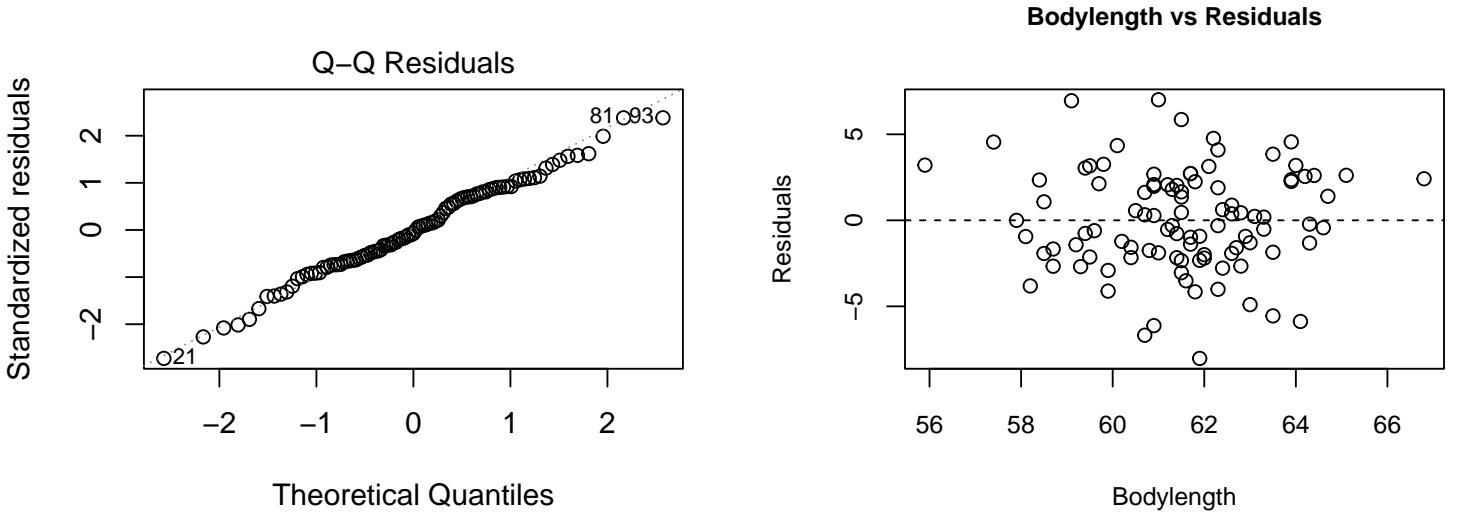 Q−Q Residuals
Standardized residuals
2
1
0
−2
81
93
21
−2 −1 0 1 2
Theoretical Quantiles
Bodylength vs Residuals
Residuals
5
0
−5
56 58 60 62 64 66
Bodylength